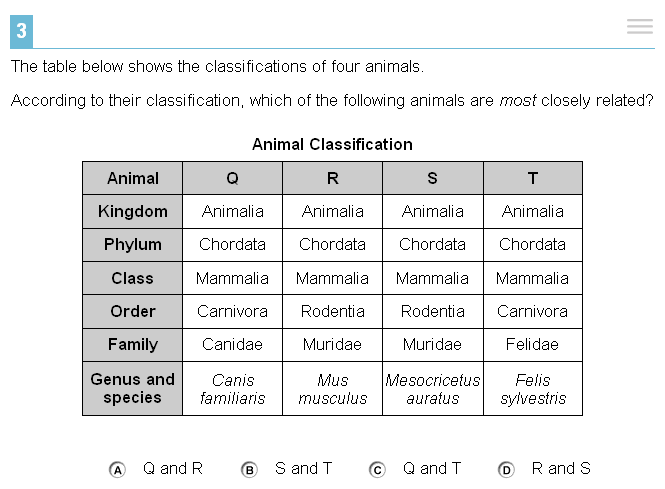 3
The table below shows the classifications of four animals.
According to their classification, which of the following animals are most closely related?
Animal Classification
Animal Q R S T
Kingdom Animalia Animalia Animalia Animalia
Phylum Chordata Chordata Chordata Chordata
Class Mammalia Mammalia Mammalia Mammalia
Order Carnivora Rodentia Rodentia Carnivora
Family Canidae Muridae Muridae Felidae
Genus and Canis Mus Mesocricetus Felis
species familiaris musculus auratus sylvestris
A Q and R B S and T C Q and T D R and S